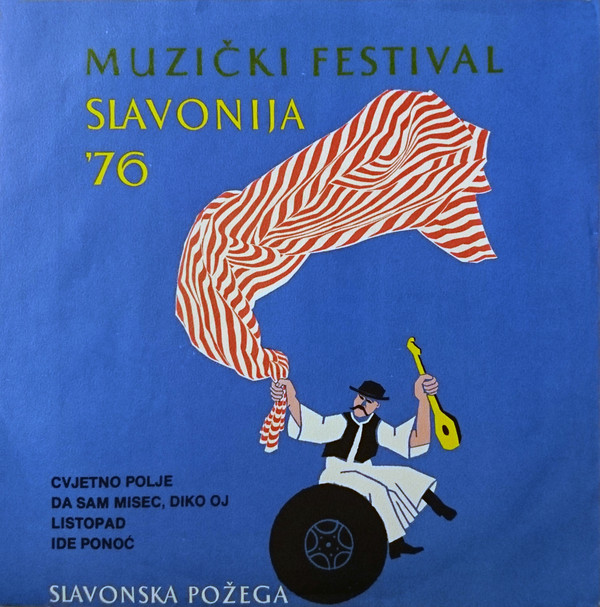 MUZIČKI FESTIVAL
SLAVONIJA
'76
CVJETNO POLJE
DA SAM MISEC, DIKO OJ
LISTOPAD
IDE PONOĆ
SLAVONSKA POŽEGA